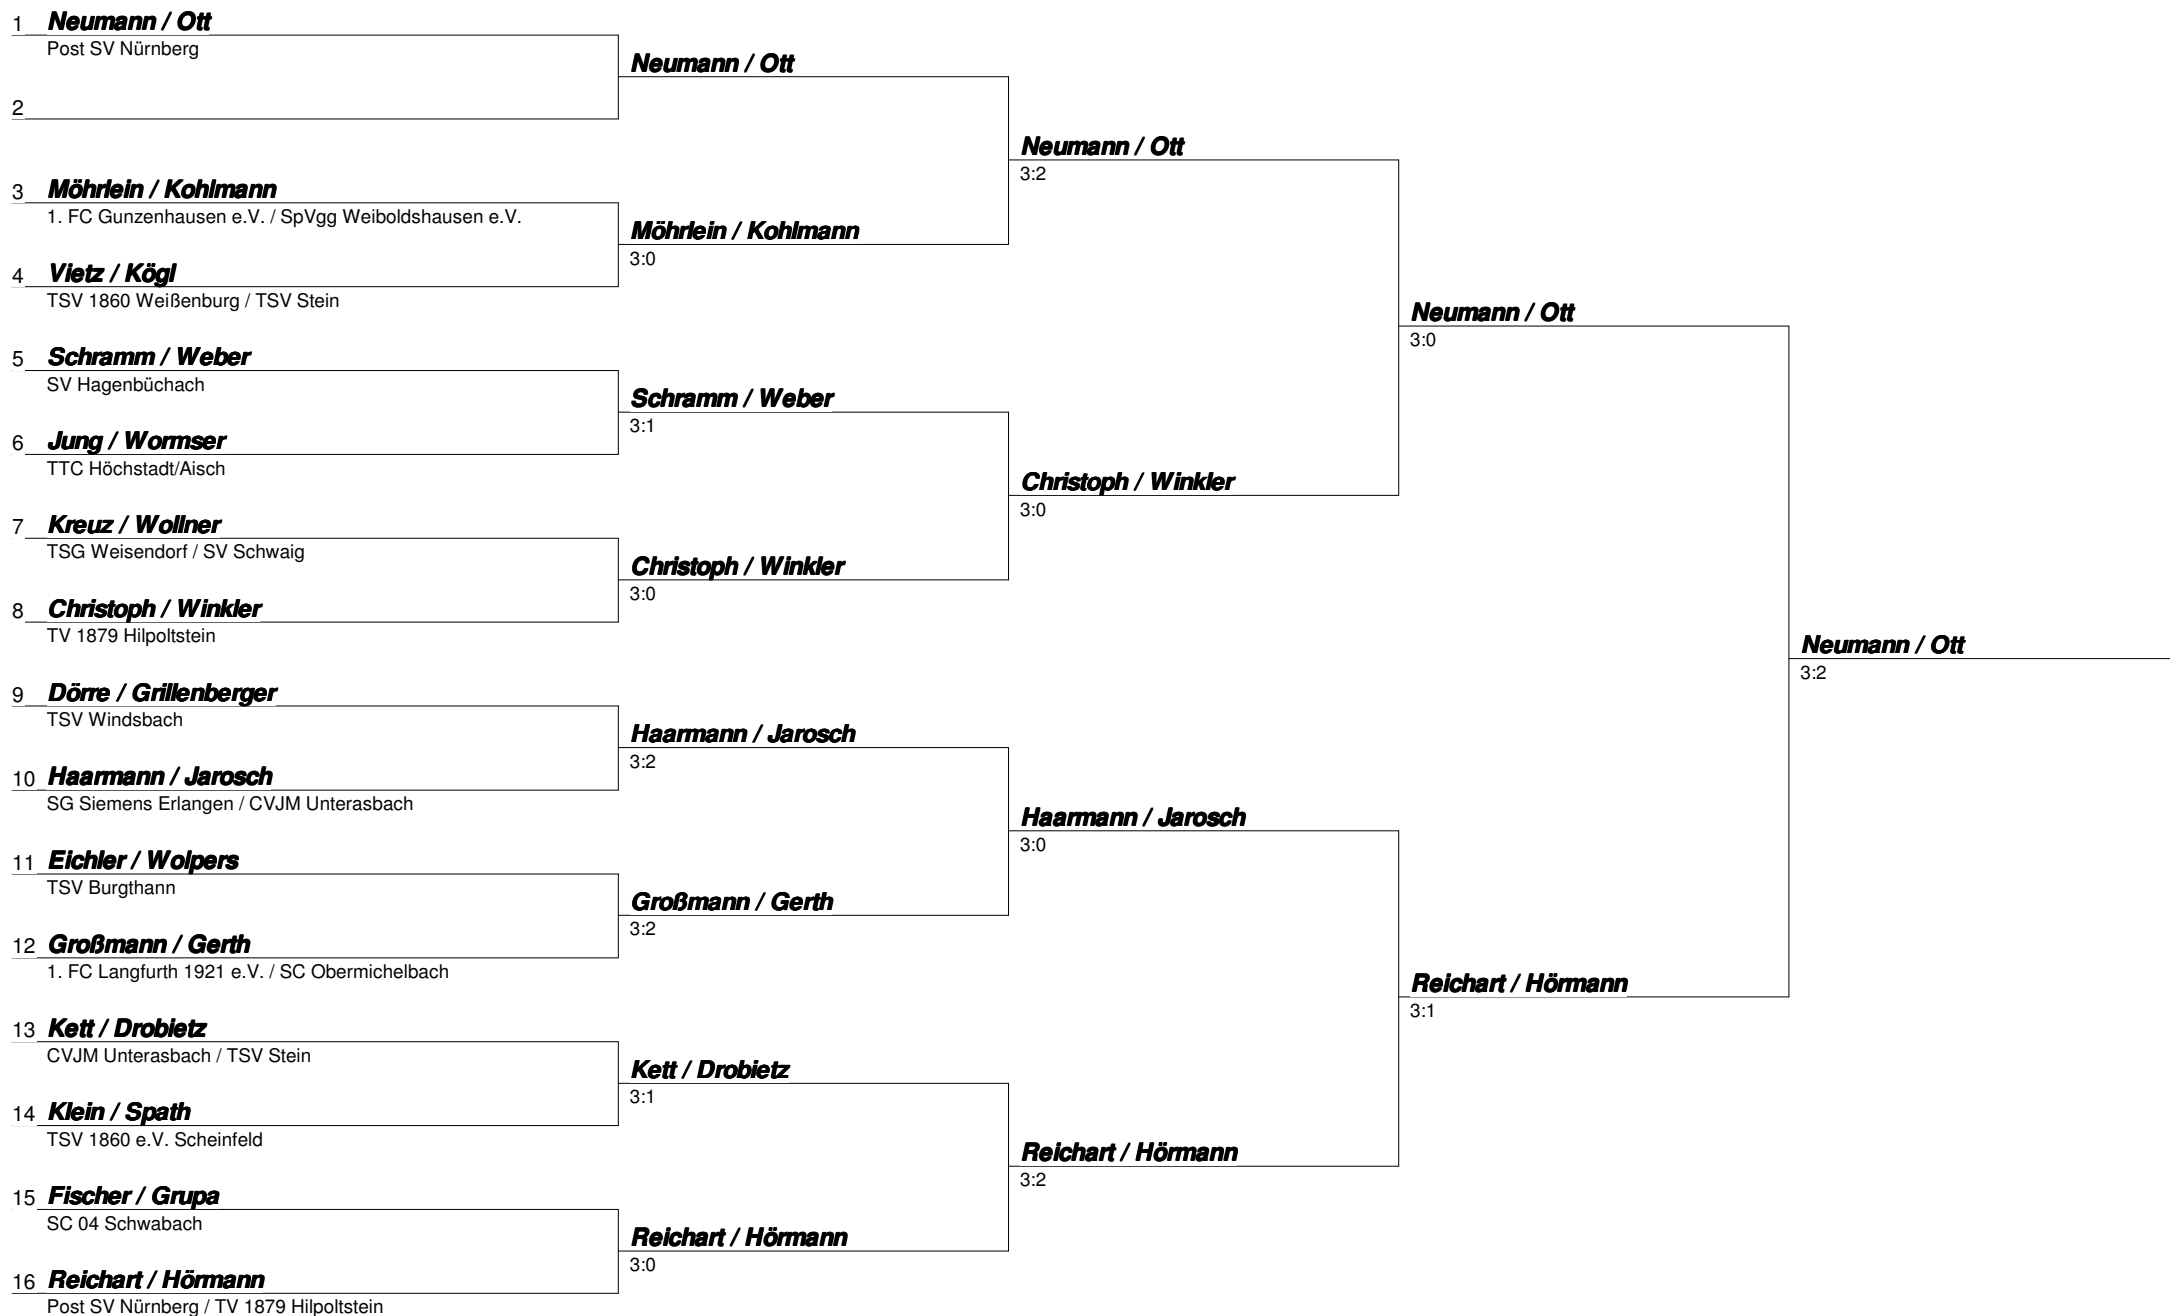 1 Neumann / Ott
Post SV Nürnberg
2
3 Möhrlein / Kohlmann
1. FC Gunzenhausen e.V. / SpVgg Weiboldshausen e.V.
4 Vietz / Kögl
TSV 1860 Weißenburg / TSV Stein
5 Schramm / Weber
SV Hagenbüchach
6 Jung / Wormser
TTC Höchstadt/Aisch
7 Kreuz / Wollner
TSG Weisendorf / SV Schwaig
8 Christoph / Winkler
TV 1879 Hilpoltstein
9 Dörre / Grillenberger
TSV Windsbach
10 Haarmann / Jarosch
SG Siemens Erlangen / CVJM Unterasbach
11 Eichler / Wolpers
TSV Burgthann
12 Großmann / Gerth
1. FC Langfurth 1921 e.V. / SC Obermichelbach
13 Kett / Drobietz
CVJM Unterasbach / TSV Stein
14 Klein / Spath
TSV 1860 e.V. Scheinfeld
15 Fischer / Grupa
SC 04 Schwabach
16 Reichart / Hörmann
Post SV Nürnberg / TV 1879 Hilpoltstein
Neumann / Ott
Möhrlein / Kohlmann
3:0
Schramm / Weber
3:1
Christoph / Winkler
3:0
Haarmann / Jarosch
3:2
Großmann / Gerth
3:2
Kett / Drobietz
3:1
Reichart / Hörmann
3:0
Neumann / Ott
3:2
Christoph / Winkler
3:0
Haarmann / Jarosch
3:0
Reichart / Hörmann
3:2
Neumann / Ott
3:0
Reichart / Hörmann
3:1
Neumann / Ott
3:2